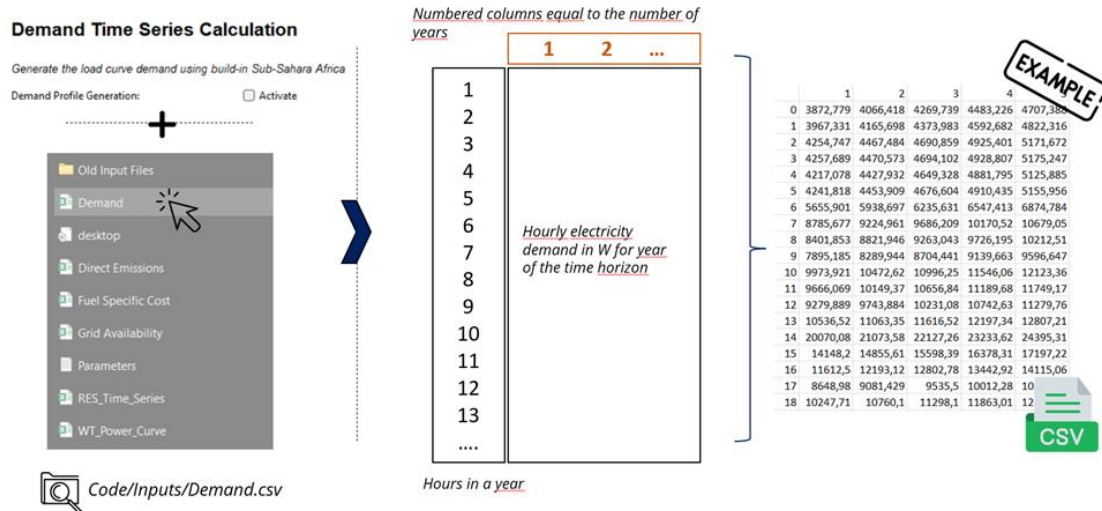 Demand Time Series Calculation
Generate the load curve demand using build-in Sub-Sahara Africa
Demand Profile Generation:
Activate
Old Input Files
Demand
desktop
Direct Emissions
Fuel Specific Cost
Grid Availability
Parameters
RES_Time_Series
WT_Power_Curve
Code/Inputs/Demand.csv
Numbered columns equal to the number of
years
1 2 ...
1
2
3
4
5
6
7
8
9
10
11
12
13
....
Hourly electricity
demand in W for year
of the time horizon
Hours in a year
EXAMPLE
1 2 3 4
0 3872,779 4066,418 4269,739 4483,226
1 3967,331 4165,698 4373,983 4592,682 4822,316
2 4254,747 4467,484 4690,859 4925,401 5171,672
3 4257,689 4470,573 4694,102 4928,807 5175,247
4 4217,078 4427,932 4649,328 4881,795 5125,885
5 4241,818 4453,909 4676,604 4910,435 5155,956
6 5655,901 5938,697 6235,631 6547,413 6874,784
7 8785,677 9224,961 9686,209 10170,52 10679,05
8 8401,853 8821,946 9263,043 9726,195 10212,51
9 7895,185 8289,944 8704,441 9139,663 9596,647
10 9973,921 10472,62 10996,25 11546,06 12123,36
11 9666,069 10149,37 10656,84 11189,68 11749,17
12 9279,889 9743,884 10231,08 10742,63 11279,76
13 10536,52 11063,35 11616,52 12197,34 12807,21
14 20070,08 21073,58 22127,26 23233,62 24395,31
15 14148,2 14855,61 15598,39 16378,31 17197,22
16 11612,5 12193,12 12802,78 13442,92 14115,06
17 8648,98 9081,429 9535,5 10012,28
18 10247,71 10760,1 11298,1 11863,01
CSV